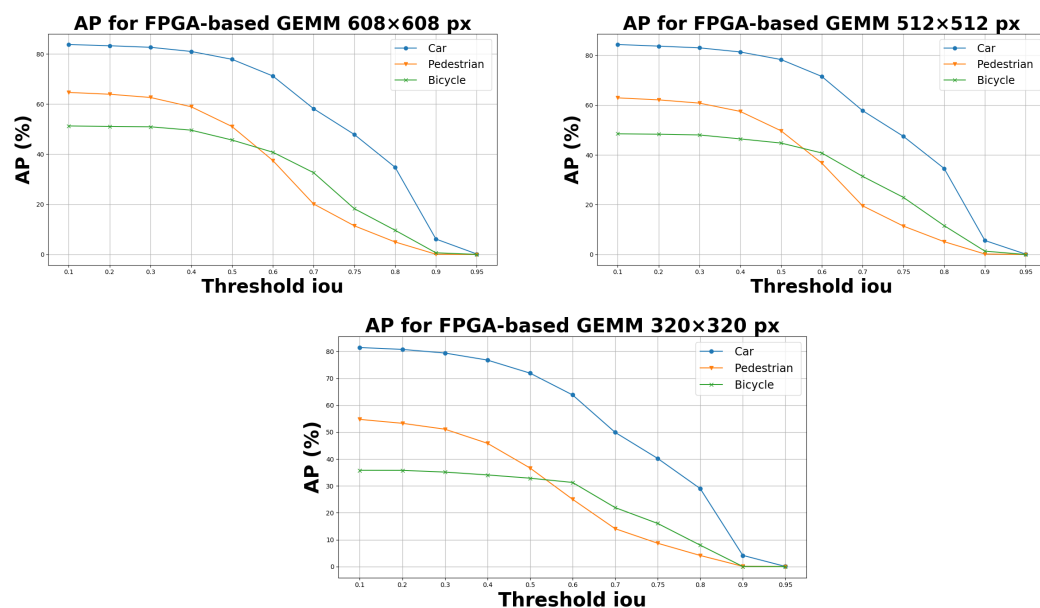 AP for FPGA-based GEMM 608×608 px
AP (%)
80
60
40
20
0
Car
Pedestrian
Bicycle
0.1 0.2 0.3 0.4 0.5 0.6 0.7 0.75 0.8 0.9 0.95
Threshold iou
AP for FPGA-based GEMM 512×512 px
AP (%)
80
60
40
20
0
Car
Pedestrian
Bicycle
0.1 0.2 0.3 0.4 0.5 0.6 0.7 0.75 0.8 0.9 0.95
Threshold iou
AP for FPGA-based GEMM 320×320 px
AP (%)
80
70
60
50
40
30
20
10
0
Car
Pedestrian
Bicycle
0.1 0.2 0.3 0.4 0.5 0.6 0.7 0.75 0.8 0.9 0.95
Threshold iou